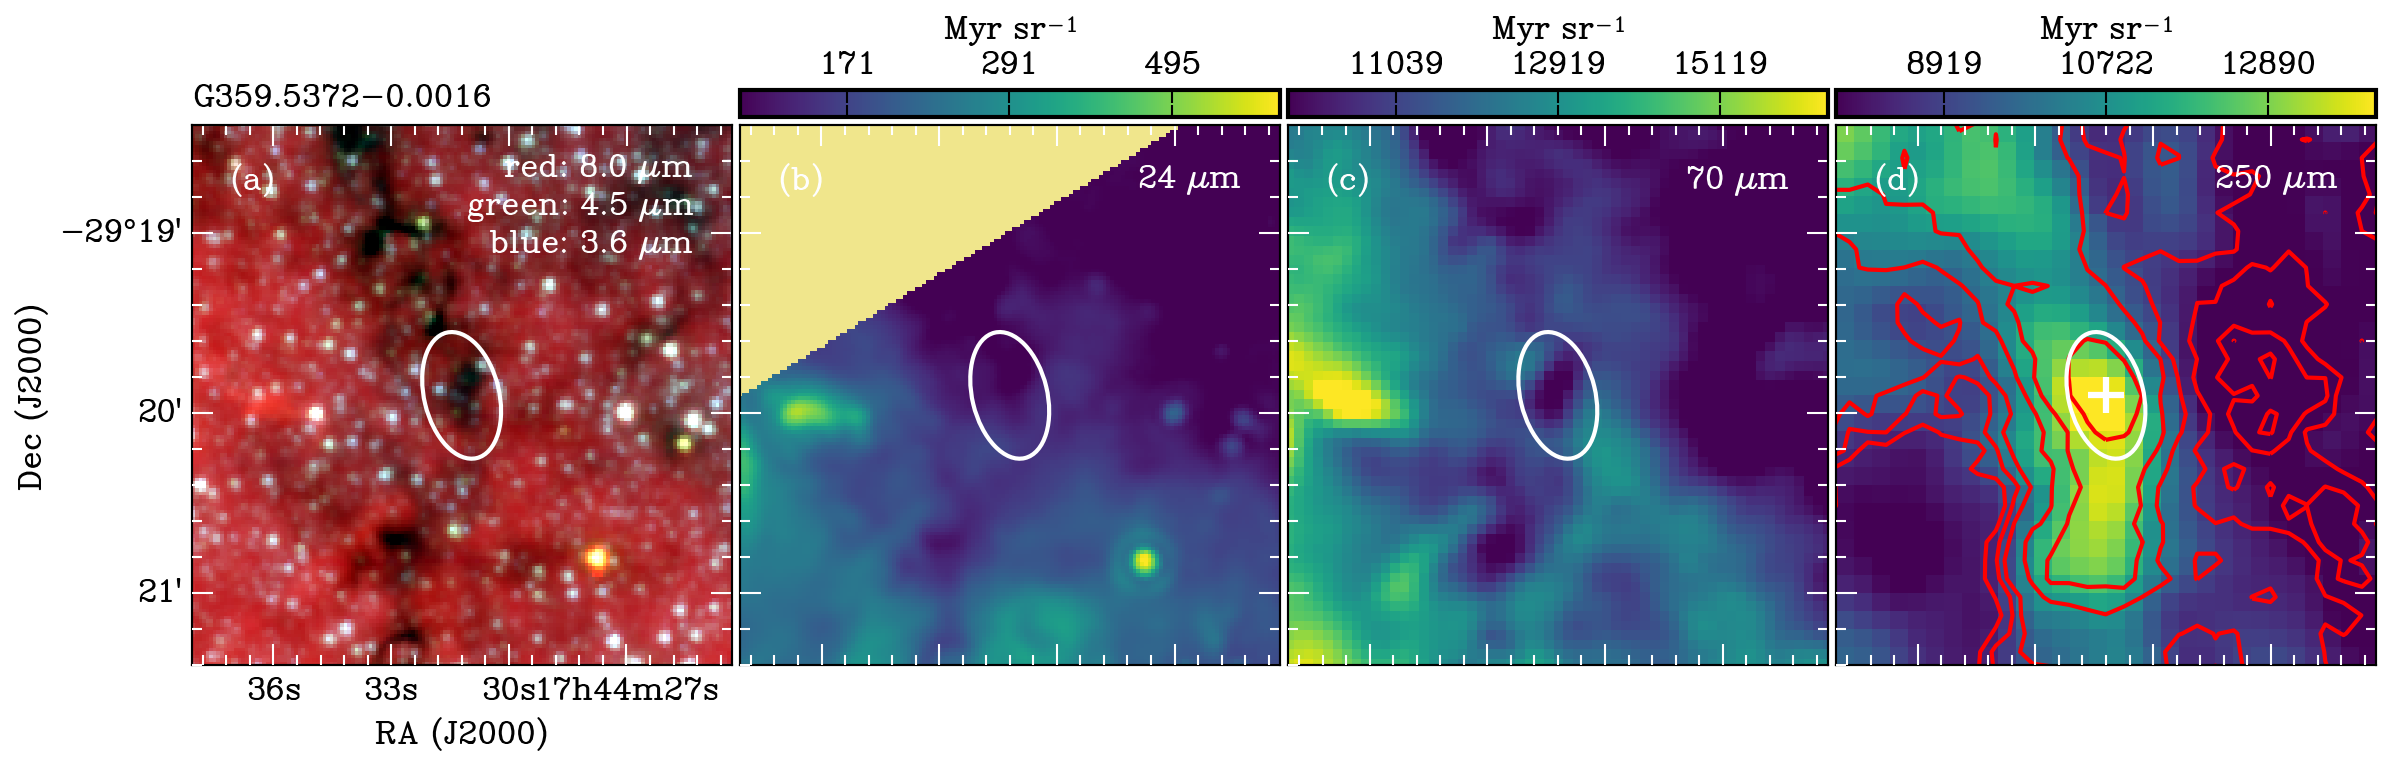 Myr sr⁻¹
171 291 495
Myr sr⁻¹
11039 12919 15119
Myr sr⁻¹
8919 10722 12890
G359.5372−0.0016
(a)
red: 8.0 μm
green: 4.5 μm
blue: 3.6 μm
(b)
24 μm
(c)
70 μm
(d)
250 μm
−29°19'
20'
21'
Dec (J2000)
36s 33s 30s17h44m27s
RA (J2000)